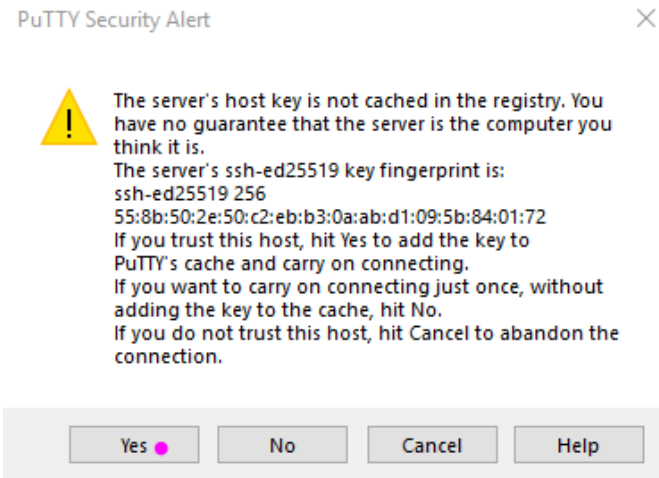 PuTTY Security Alert
The server's host key is not cached in the registry. You
have no guarantee that the server is the computer you
think it is.
The server's ssh-ed25519 key fingerprint is:
ssh-ed25519 256
55:8b:50:2e:50:c2:eb:b3:0a:ab:d1:09:5b:84:01:72
If you trust this host, hit Yes to add the key to
PuTTY's cache and carry on connecting.
If you want to carry on connecting just once, without
adding the key to the cache, hit No.
If you do not trust this host, hit Cancel to abandon the
connection.
Yes No Cancel Help